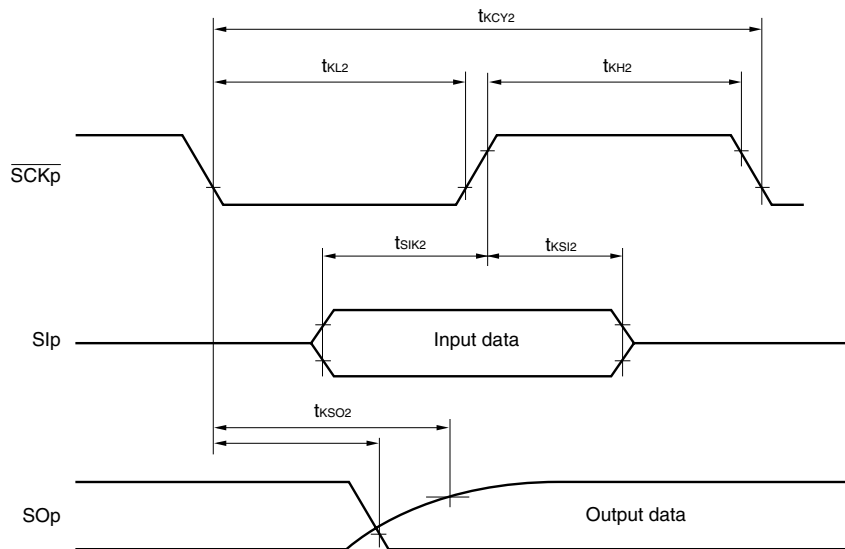 tKCY2
tKL2
tKH2
SCKp
tSIK2
tKSI2
SIp
Input data
tKSO2
SOp
Output data